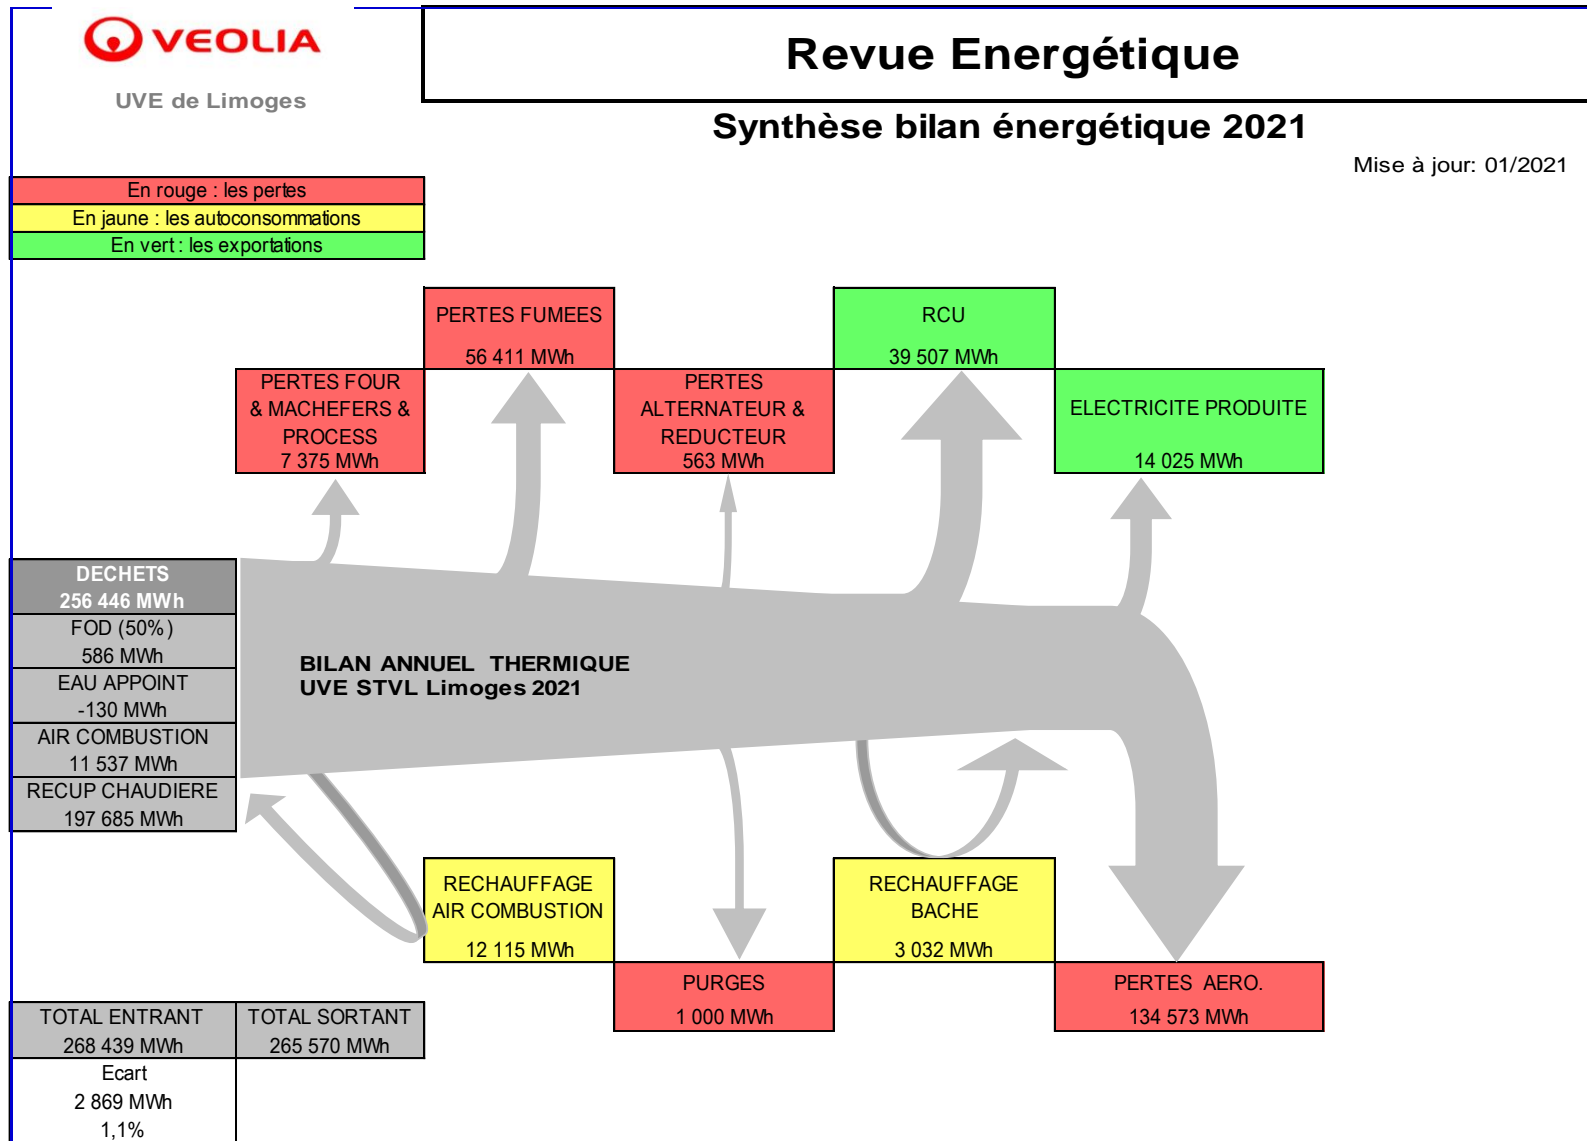 VEOLIA
UVE de Limoges
Revue Energétique
Synthèse bilan énergétique 2021
Mise à jour: 01/2021
En rouge : les pertes
En jaune : les autoconsommations
En vert : les exportations
PERTES FUMEES
56 411 MWh
RCU
39 507 MWh
PERTES FOUR
& MACHEFERS &
PROCESS
7 375 MWh
PERTES
ALTERNATEUR &
REDUCTEUR
563 MWh
ELECTRICITE PRODUITE
14 025 MWh
DECHETS
256 446 MWh
FOD (50%)
586 MWh
EAU APPOINT
-130 MWh
AIR COMBUSTION
11 537 MWh
RECUP CHAUDIERE
197 685 MWh
BILAN ANNUEL THERMIQUE
UVE STVL Limoges 2021
RECHAUFFAGE
AIR COMBUSTION
12 115 MWh
RECHAUFFAGE
BACHE
3 032 MWh
PURGES
1 000 MWh
PERTES AERO.
134 573 MWh
TOTAL ENTRANT
268 439 MWh
TOTAL SORTANT
265 570 MWh
Ecart
2 869 MWh
1,1%